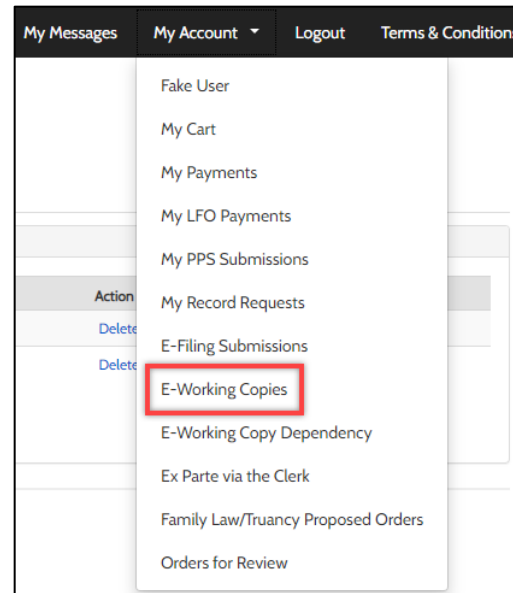 My Messages My Account Logout Terms & Condition
Fake User
My Cart
My Payments
My LFO Payments
My PPS Submissions
Action
My Record Requests
Delete
E-Filing Submissions
Delete
E-Working Copies
E-Working Copy Dependency
Ex Parte via the Clerk
Family Law/Truancy Proposed Orders
Orders for Review